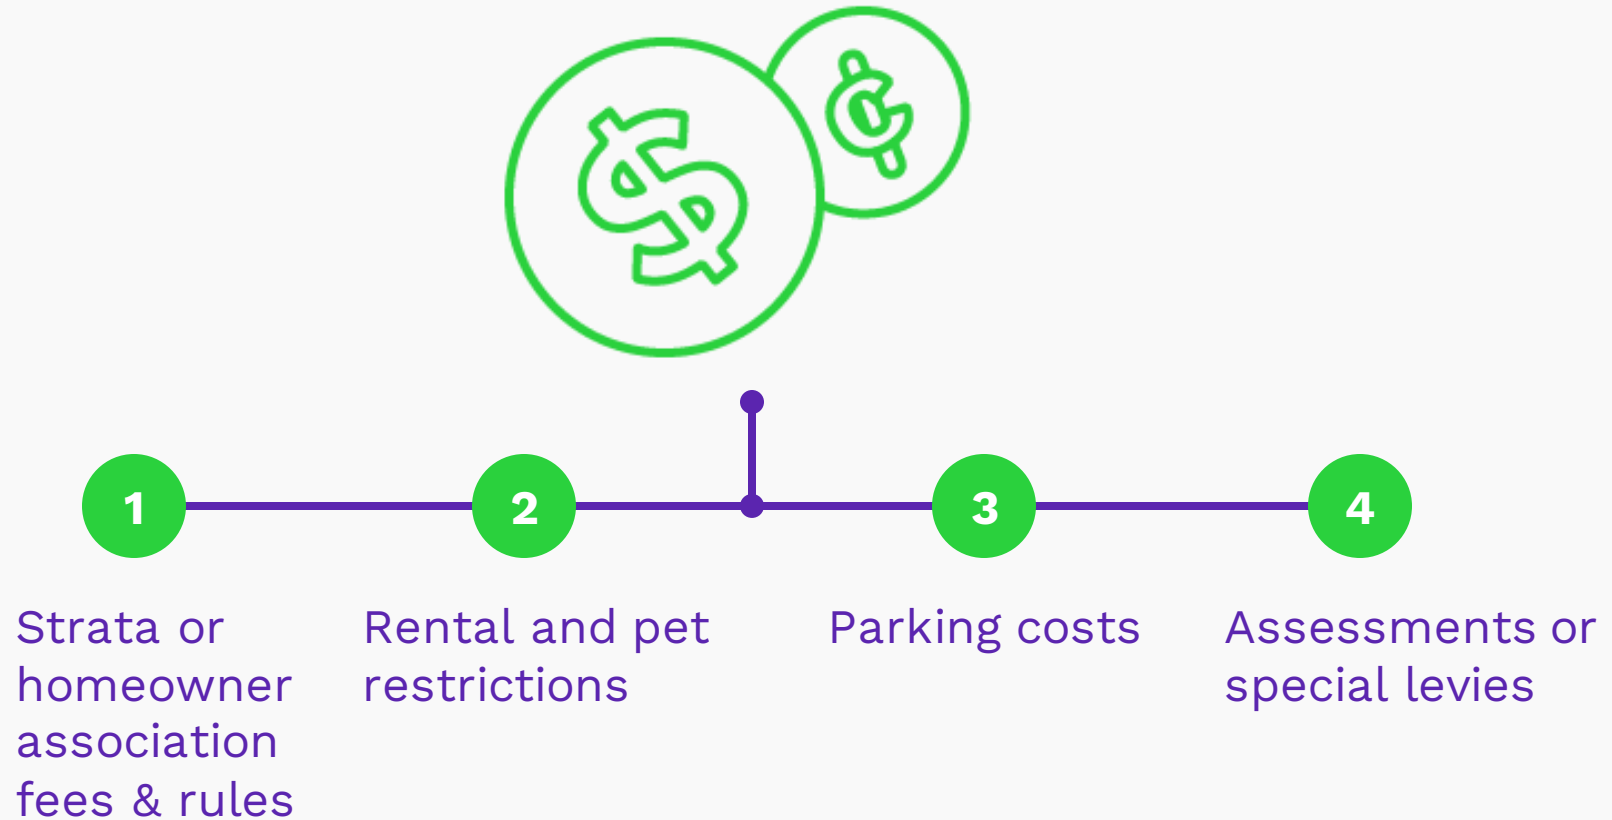 $
¢
1
2
3
4
Strata or
homeowner
association
fees & rules
Rental and pet
restrictions
Parking costs
Assessments or
special levies